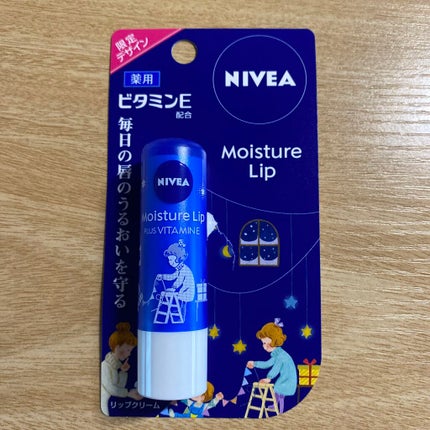 限定
デザイン
薬用
ビタミンE
配合
毎日の唇のうるおいを守る
NIVEA
Moisture
Lip
NIVEA
Moisture Lip
PLUS VITAMINE
リップクリーム